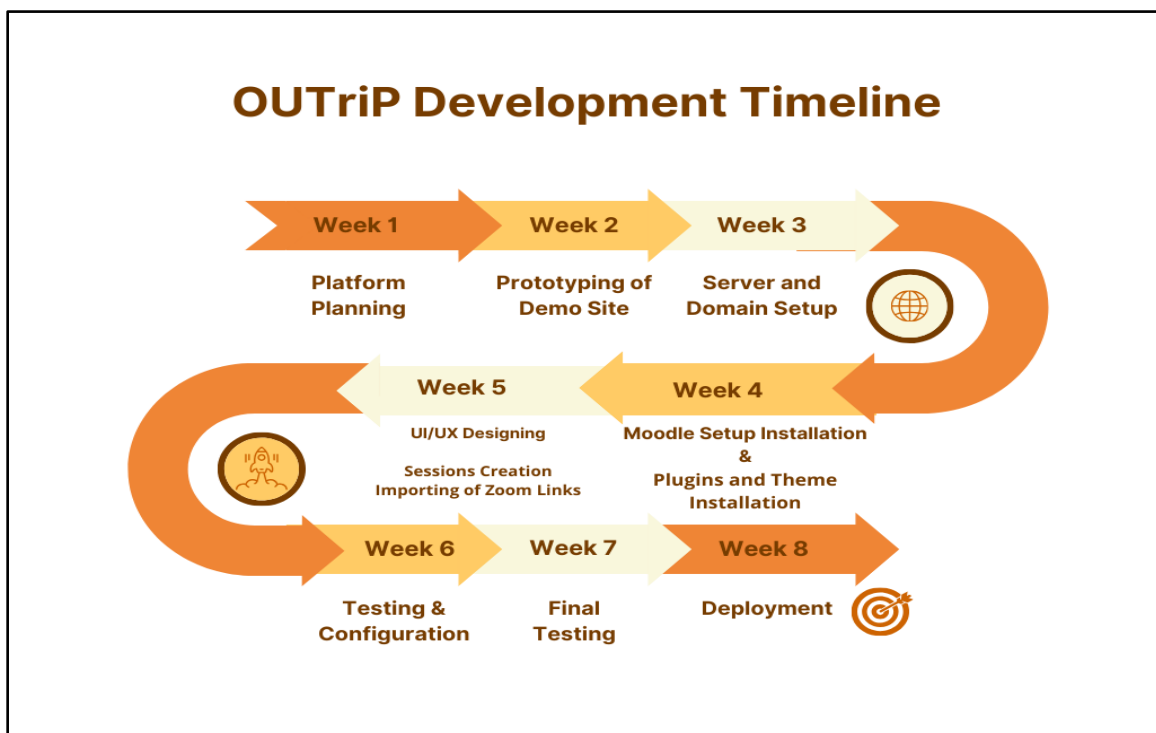 OUTriP Development Timeline
Week 1
Week 2
Week 3
Platform
Planning
Prototyping of
Demo Site
Server and
Domain Setup
Week 4
Moodle Setup Installation
&
Plugins and Theme
Installation
Week 5
UI/UX Designing
Sessions Creation
Importing of Zoom Links
Week 6
Week 7
Week 8
Testing &
Configuration
Final
Testing
Deployment